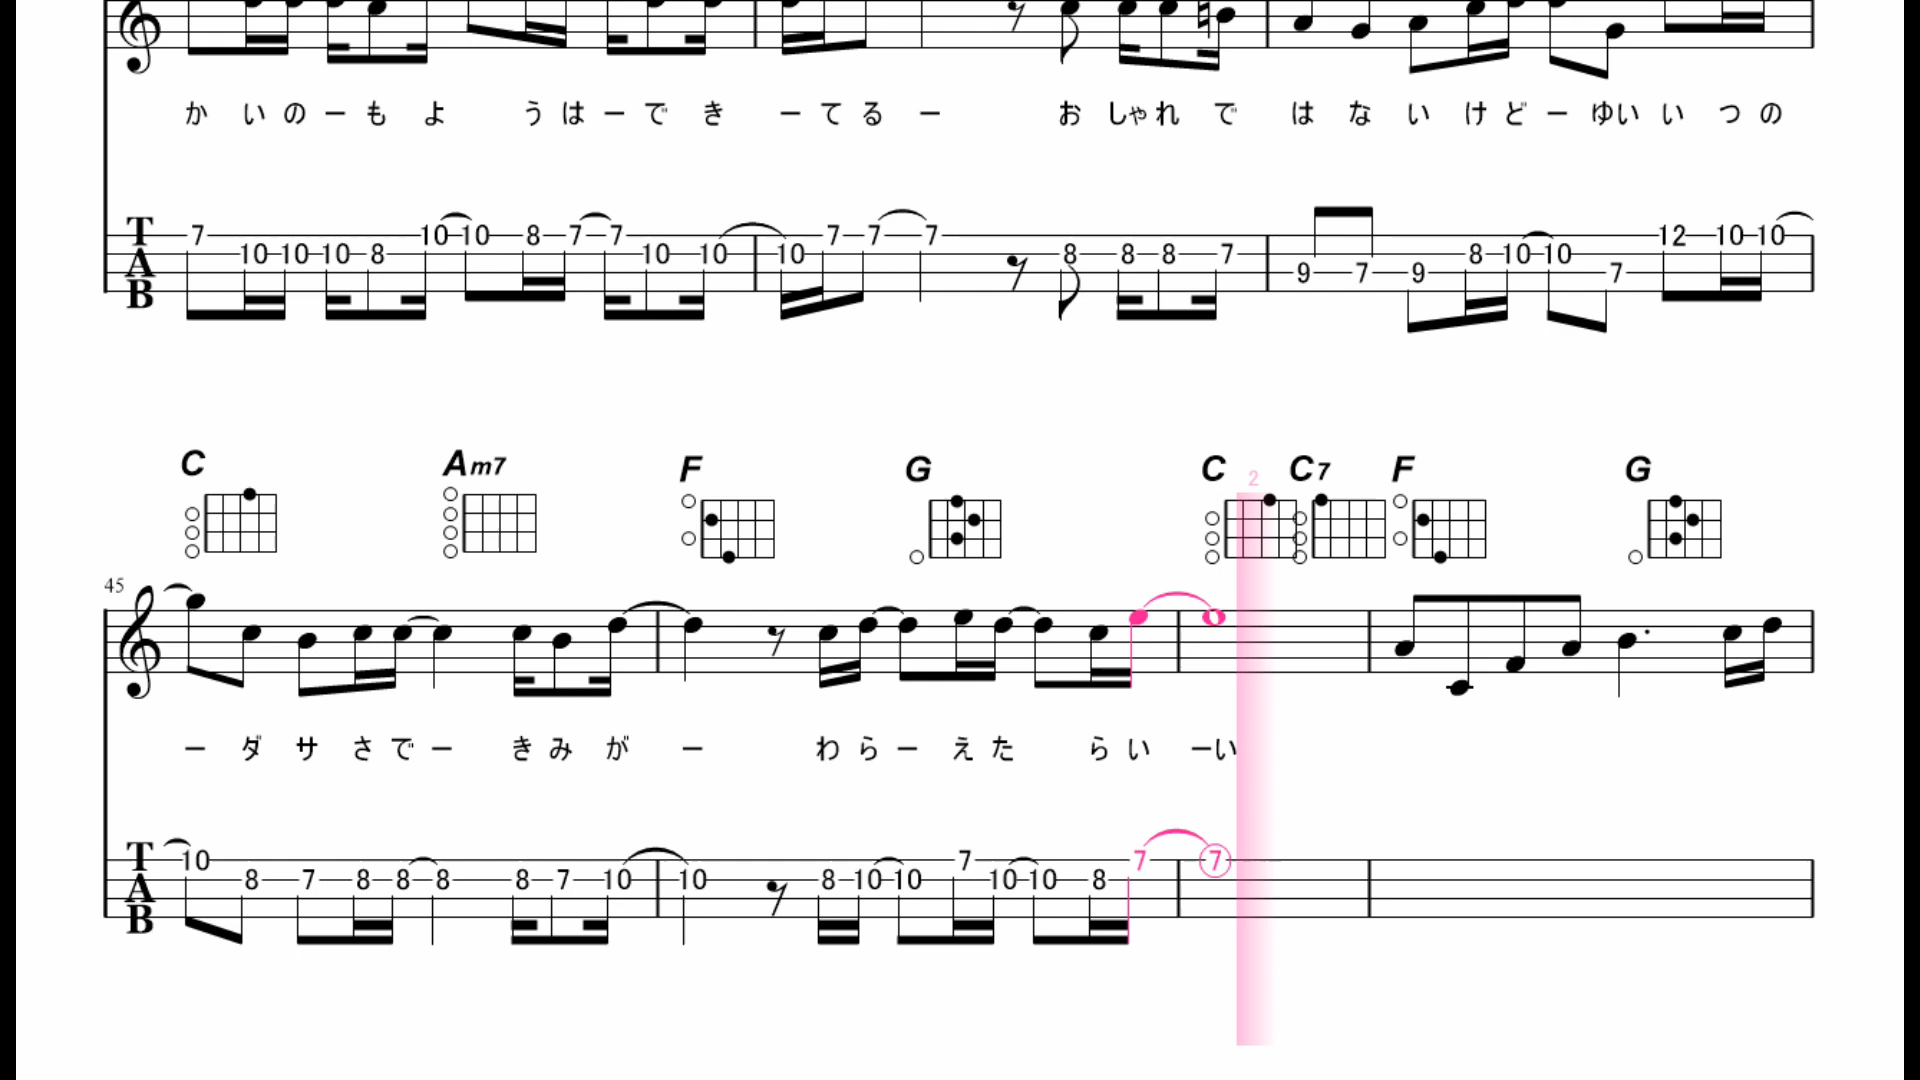 か い の ー も よ う は ー で き ー て る ー お しゃ れ で は な い け ど ー ゆい い つ の
T A B 7 10 10 10 8 10 10 8 7 7 10 10 10 7 7 7 8 8 8 7 9 7 9 8 10 10 7 12 10 10
C Am7 F G C C7 F G
2
45
ー ダ サ さ で ー き み が ー わ ら ー え た ら い ーい
T A B 10 8 7 8 8 8 8 7 10 10 8 10 10 7 10 10 8 7 7